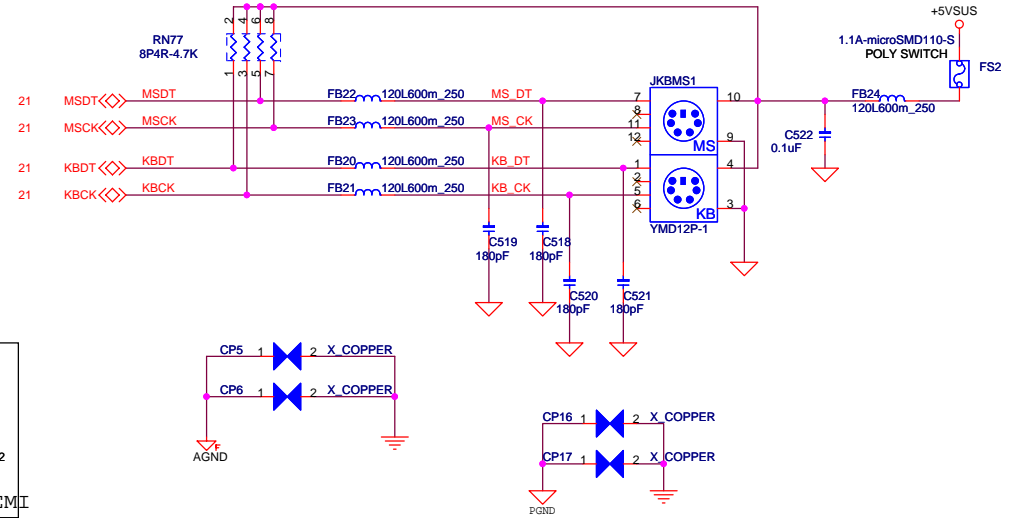 +5VSUS
1.1A-microSMD110-S
POLY SWITCH
FS2
RN77
8P4R-4.7K
2 4 6 8
1 3 5 7
21 MSDT MSDT FB22 120L600m_250 MS_DT
21 MSCK MSCK FB23 120L600m_250 MS_CK
21 KBDT KBDT FB20 120L600m_250 KB_DT
21 KBCK KBCK FB21 120L600m_250 KB_CK
JKBMS1
7 10
8
11
12 9
MS
1 4
2
5
6 3
KB
YMD12P-1
FB24
120L600m_250
C522
0.1uF
C519
180pF
C518
180pF
C520
180pF
C521
180pF
CP5 1 2 X_COPPER
CP6 1 2 X_COPPER
F
AGND
CP16 1 2 X_COPPER
CP17 1 2 X_COPPER
PGND
2
EMI